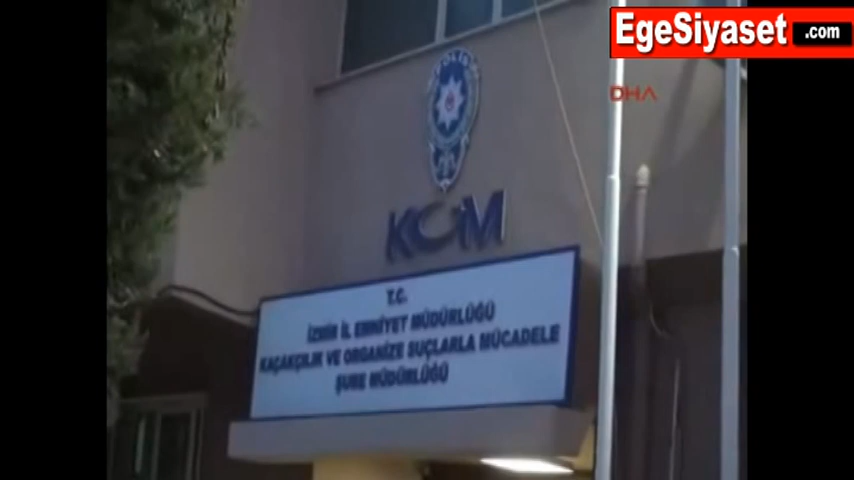 EgeSiyaset.com
DHA
KOM
T.C.
İZMİR İL EMNİYET MÜDÜRLÜĞÜ
KAÇAKÇILIK VE ORGANİZE SUÇLARLA MÜCADELE
ŞUBE MÜDÜRLÜĞÜ